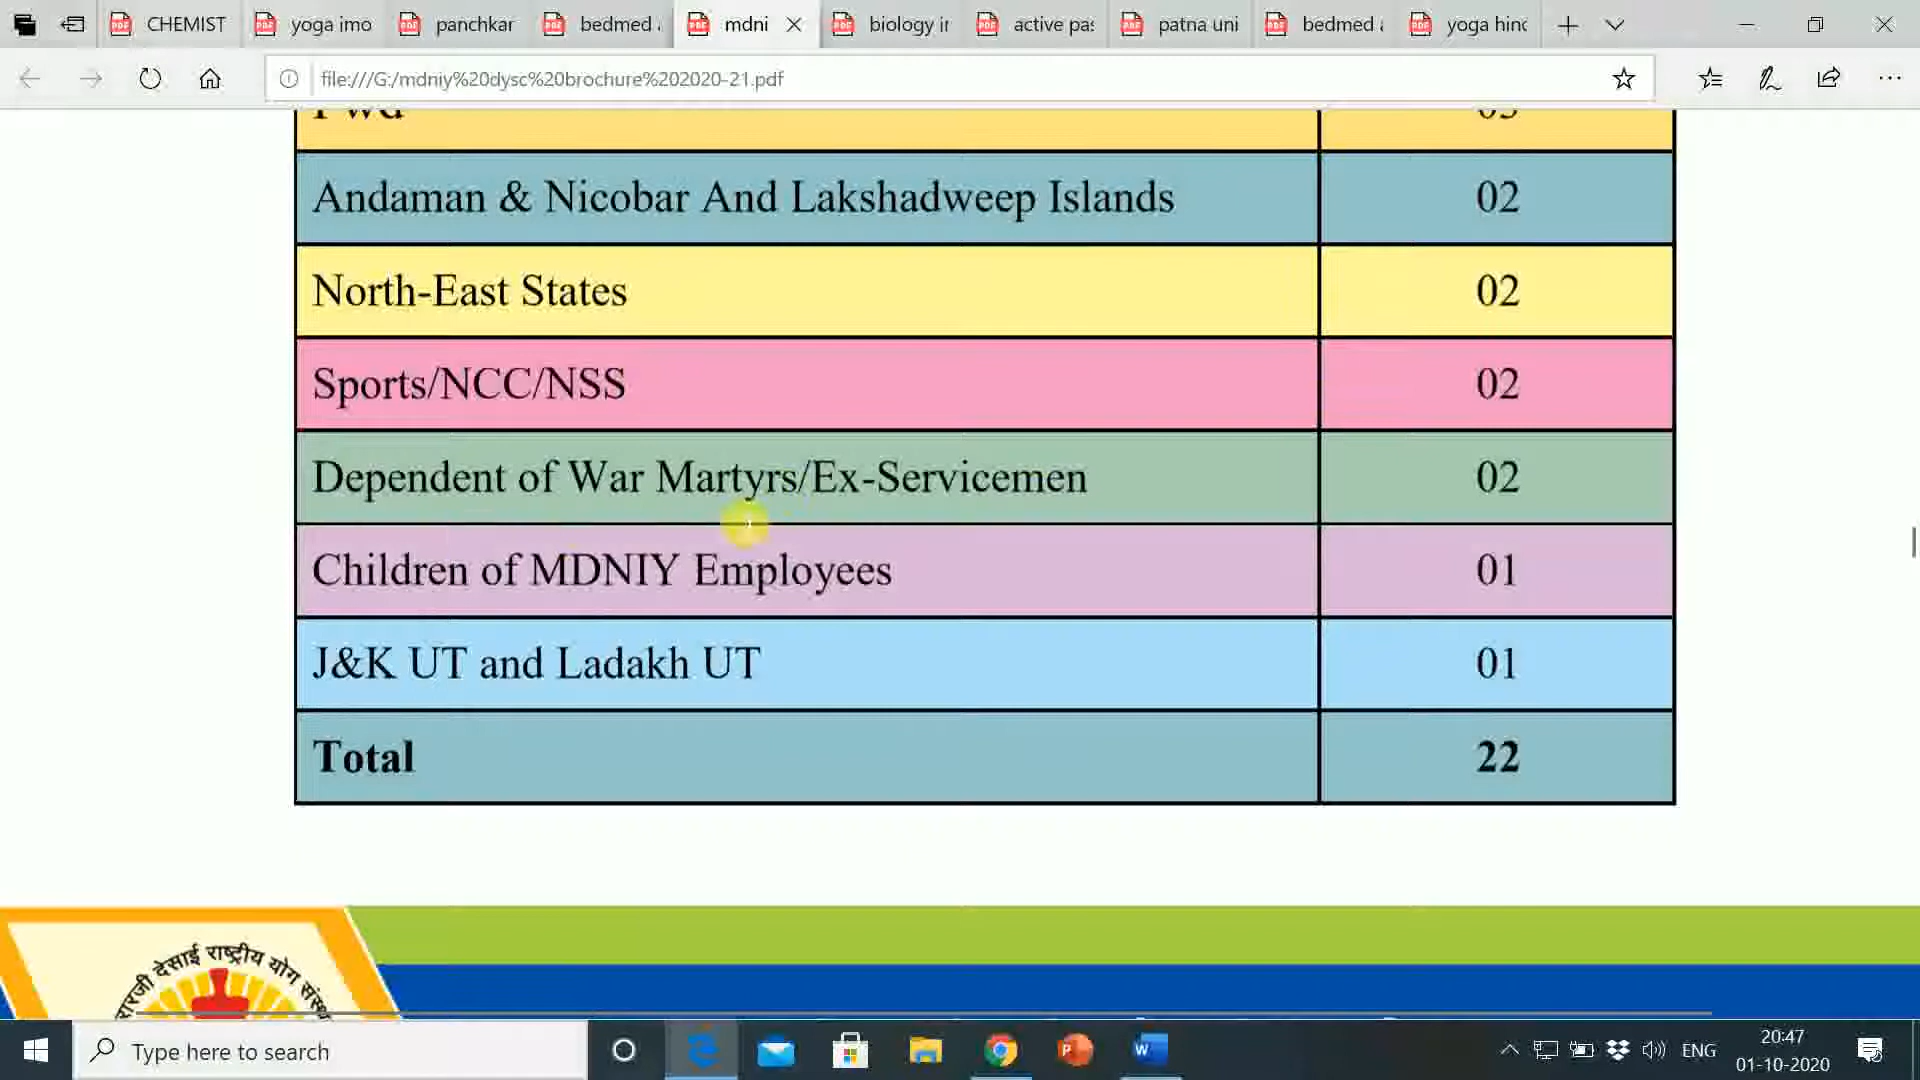 CHEMIST yoga imo panchkar bedmed mdni biology i active pas patna uni bedmed yoga hind
file:///G:/mdniy%20dysc%20brochure%202020-21.pdf
Andaman & Nicobar And Lakshadweep Islands 02
North-East States 02
Sports/NCC/NSS 02
Dependent of War Martyrs/Ex-Servicemen 02
Children of MDNIY Employees 01
J&K UT and Ladakh UT 01
Total 22
देसाई राष्ट्रीय योग
Type here to search
ENG
20:47
01-10-2020